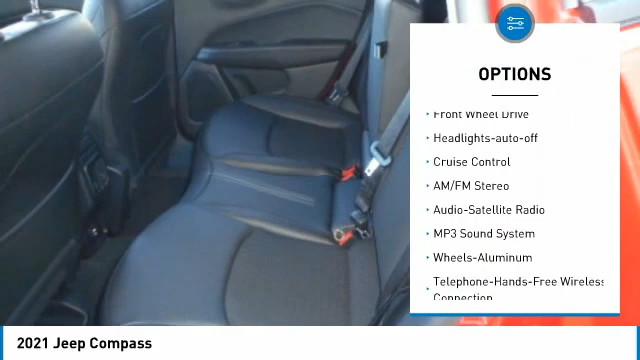 OPTIONS
Front Wheel Drive
Headlights-auto-off
Cruise Control
AM/FM Stereo
Audio-Satellite Radio
MP3 Sound System
Wheels-Aluminum
Telephone-Hands-Free Wireless
Connection
2021 Jeep Compass